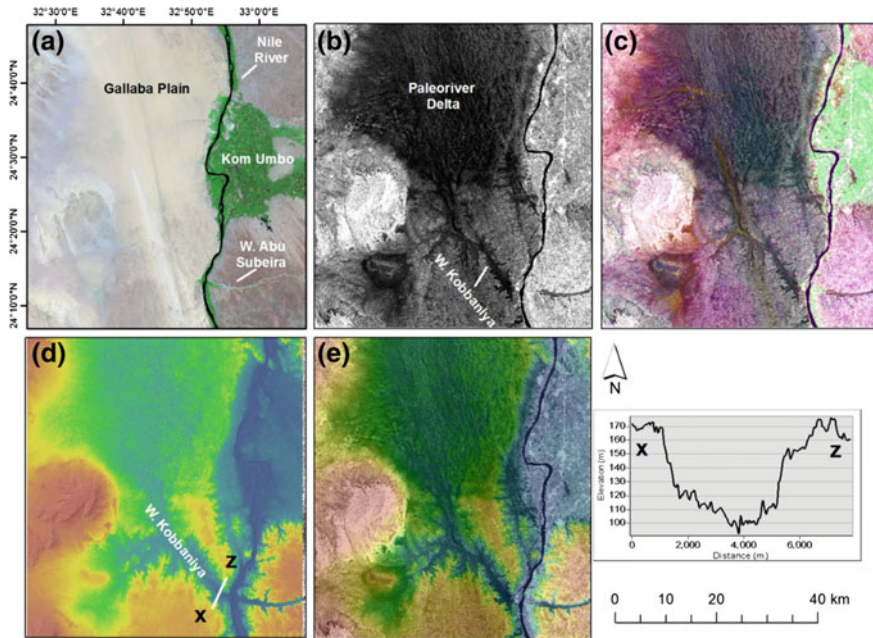 32°30'0"E 32°40'0"E 32°50'0"E 33°0'0"E
24°40'0"N
24°30'0"N
24°20'0"N
24°10'0"N
(a)
Nile
River
Gallaba Plain
Kom Umbo
W. Abu
Subeira
(b)
Paleoriver
Delta
W. Kobbaniya
(c)
(d)
W. Kobbaniya
Z
X
(e)
N
Elevation (m)
170
160
150
140
130
120
110
100
X
Z
0 2,000 4,000 6,000
Distance (m)
0 10 20 40 km